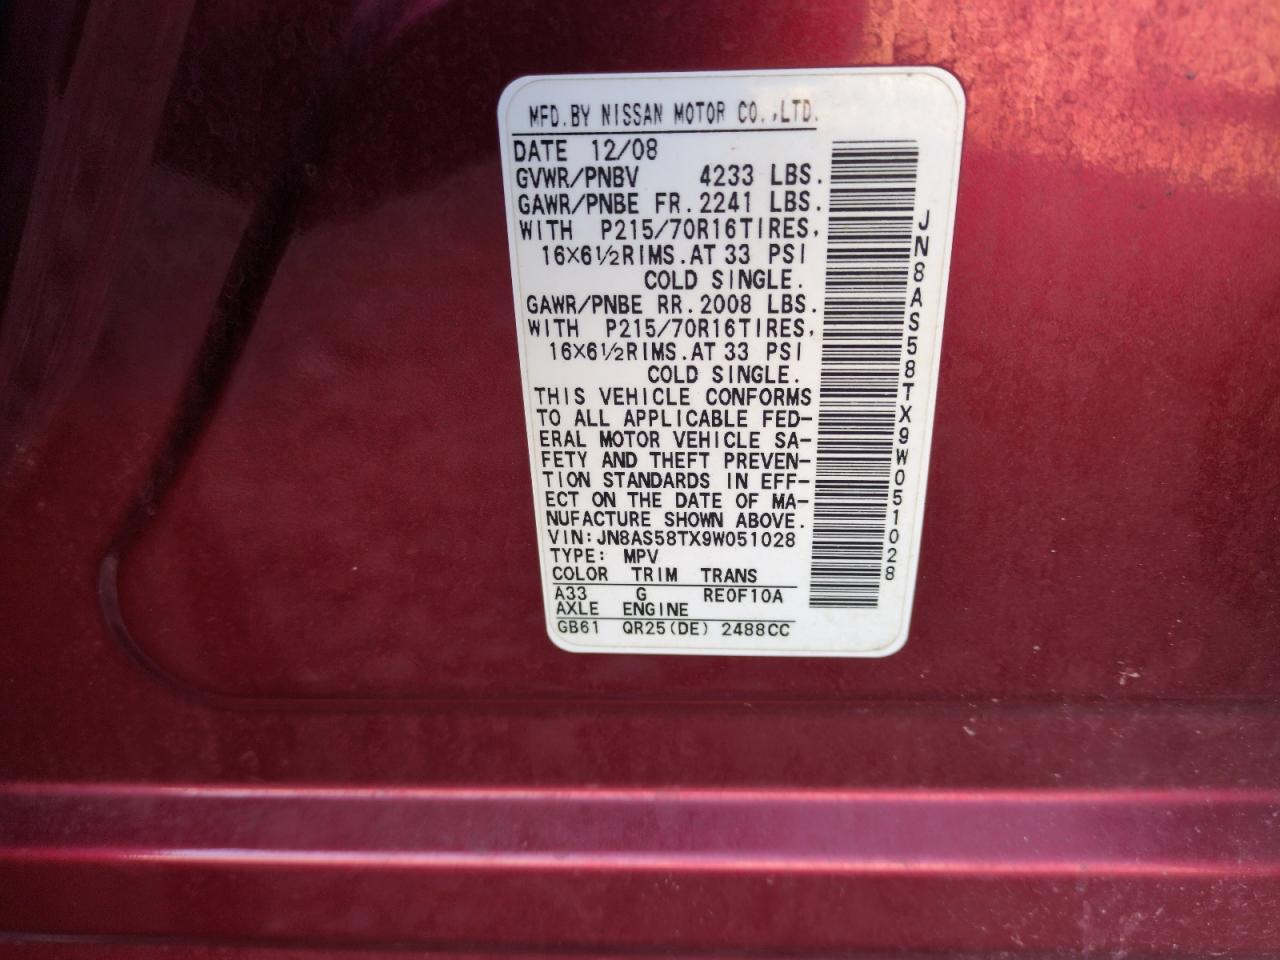 MFD.BY NISSAN MOTOR CO.,LTD.
DATE 12/08
GVWR/PNBV 4233 LBS.
GAWR/PNBE FR.2241 LBS.
WITH P215/70R16TIRES,
16×6½RIMS.AT 33 PSI
COLD SINGLE.
GAWR/PNBE RR.2008 LBS.
WITH P215/70R16TIRES,
16×6½RIMS.AT 33 PSI
COLD SINGLE.
THIS VEHICLE CONFORMS
TO ALL APPLICABLE FED-
ERAL MOTOR VEHICLE SA-
FETY AND THEFT PREVEN-
TION STANDARDS IN EFF-
ECT ON THE DATE OF MA-
NUFACTURE SHOWN ABOVE.
VIN:JN8AS58TX9W051028
TYPE: MPV
COLOR TRIM TRANS
A33 G RE0F10A
AXLE ENGINE
GB61 QR25(DE) 2488CC
JN8AS58TX9W051028